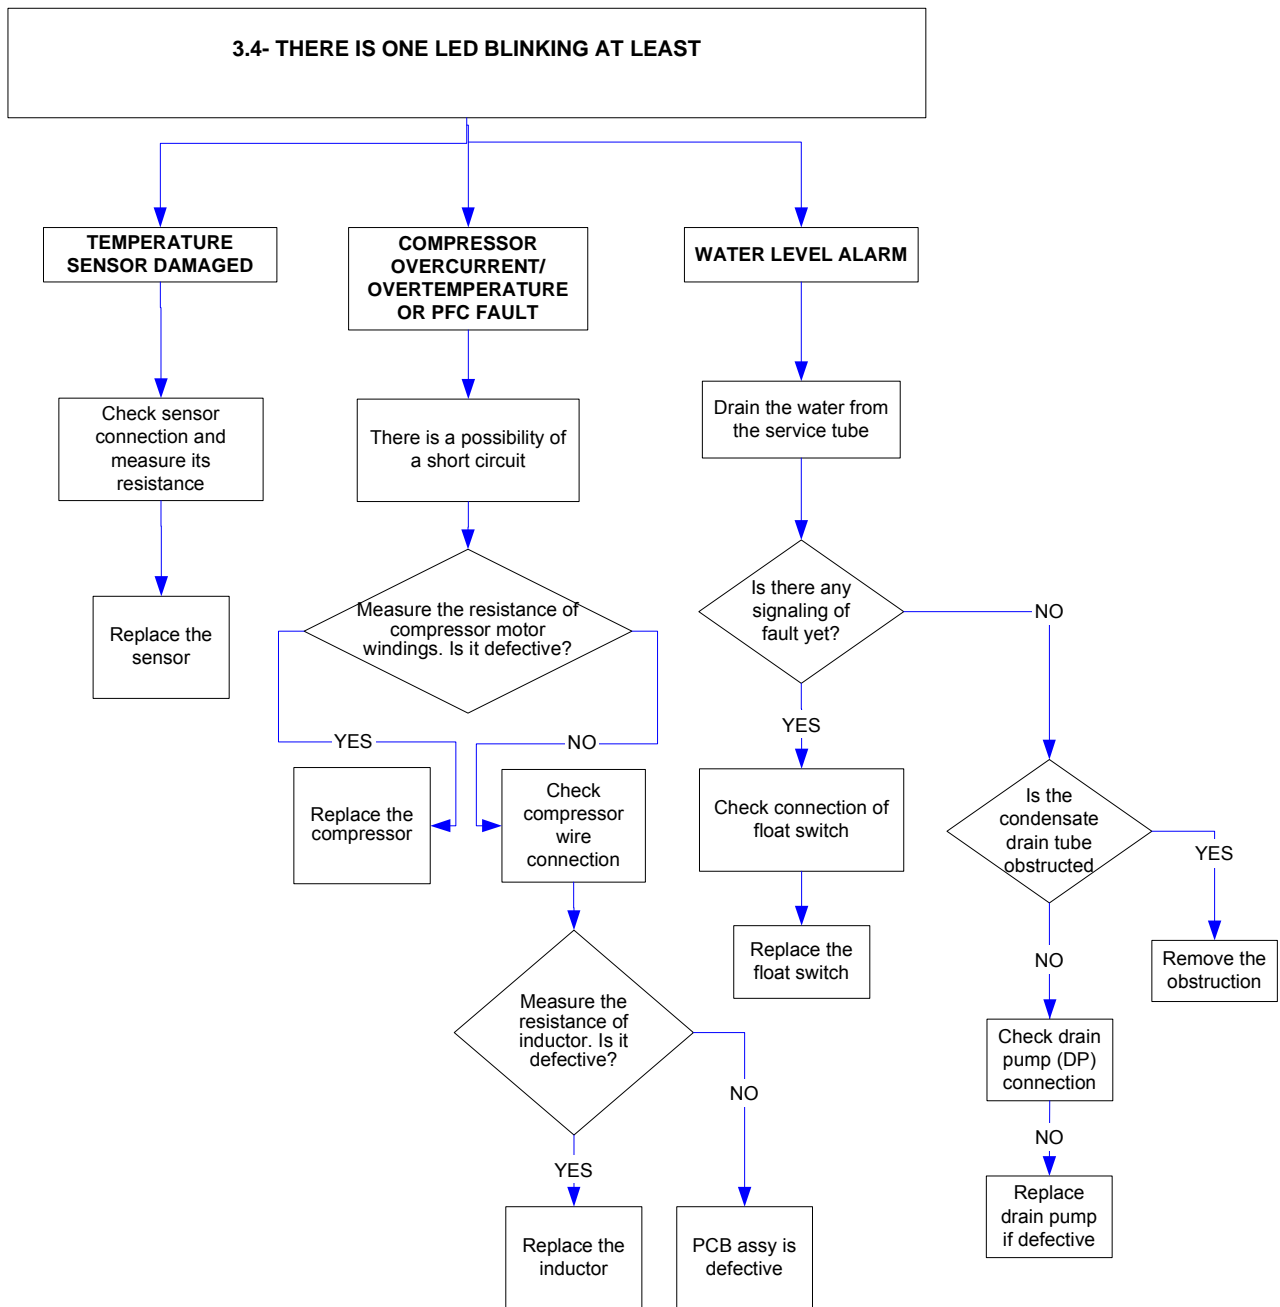 3.4- THERE IS ONE LED BLINKING AT LEAST
TEMPERATURE
SENSOR DAMAGED
COMPRESSOR
OVERCURRENT/
OVERTEMPERATURE
OR PFC FAULT
WATER LEVEL ALARM
Check sensor
connection and
measure its
resistance
There is a possibility of
a short circuit
Drain the water from
the service tube
Replace the
sensor
Measure the resistance of
compressor motor
windings. Is it defective?
Is there any
signaling of
fault yet?
NO
YES
YES
NO
Replace the
compressor
Check
compressor
wire
connection
Check connection of
float switch
Is the
condensate
drain tube
obstructed
YES
Replace the
float switch
NO
Remove the
obstruction
Measure the
resistance of
inductor. Is it
defective?
Check drain
pump (DP)
connection
NO
NO
YES
Replace the
inductor
PCB assy is
defective
Replace
drain pump
if defective